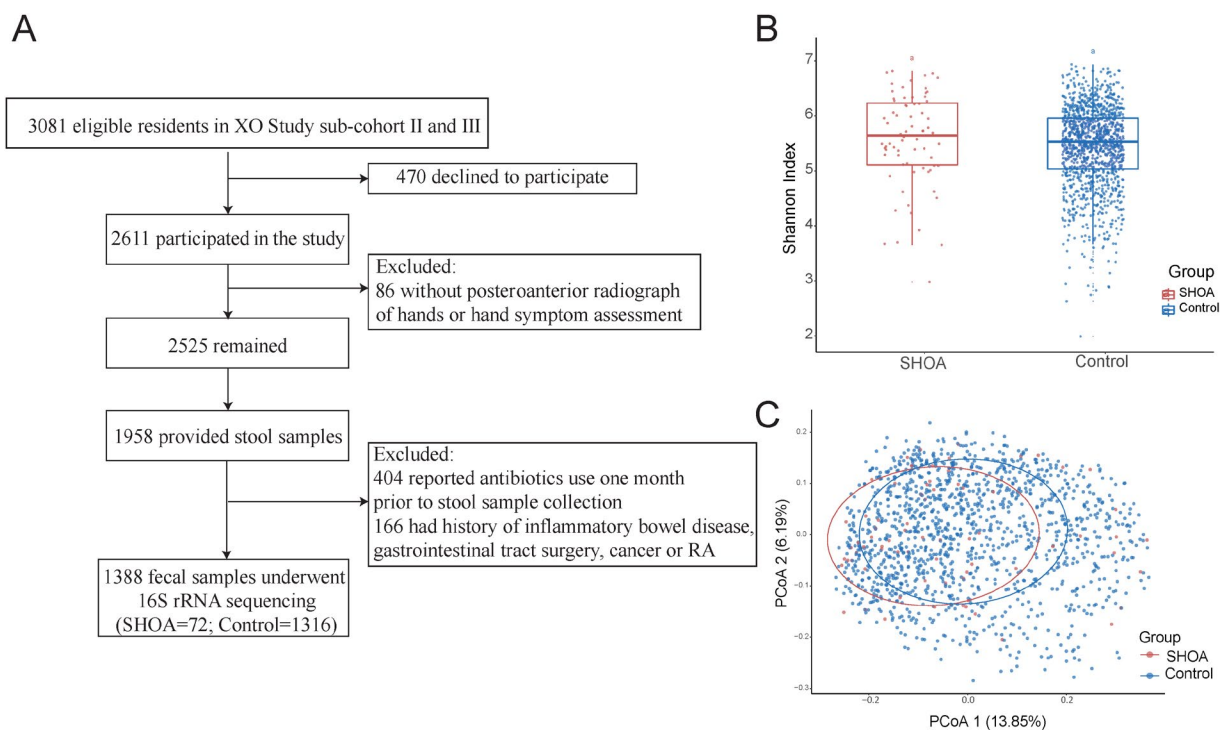 A
3081 eligible residents in XO Study sub-cohort II and III
470 declined to participate
2611 participated in the study
Excluded:
86 without posteroanterior radiograph
of hands or hand symptom assessment
2525 remained
1958 provided stool samples
Excluded:
404 reported antibiotics use one month
prior to stool sample collection
166 had history of inflammatory bowel disease,
gastrointestinal tract surgery, cancer or RA
1388 fecal samples underwent
16S rRNA sequencing
(SHOA=72; Control=1316)
B
Shannon Index
7
6
5
4
3
2
a
a
SHOA
Control
Group
SHOA
Control
C
PCoA 2 (6.19%)
0.2
0.1
0.0
−0.1
−0.2
−0.3
−0.2
0.0
0.2
PCoA 1 (13.85%)
Group
SHOA
Control